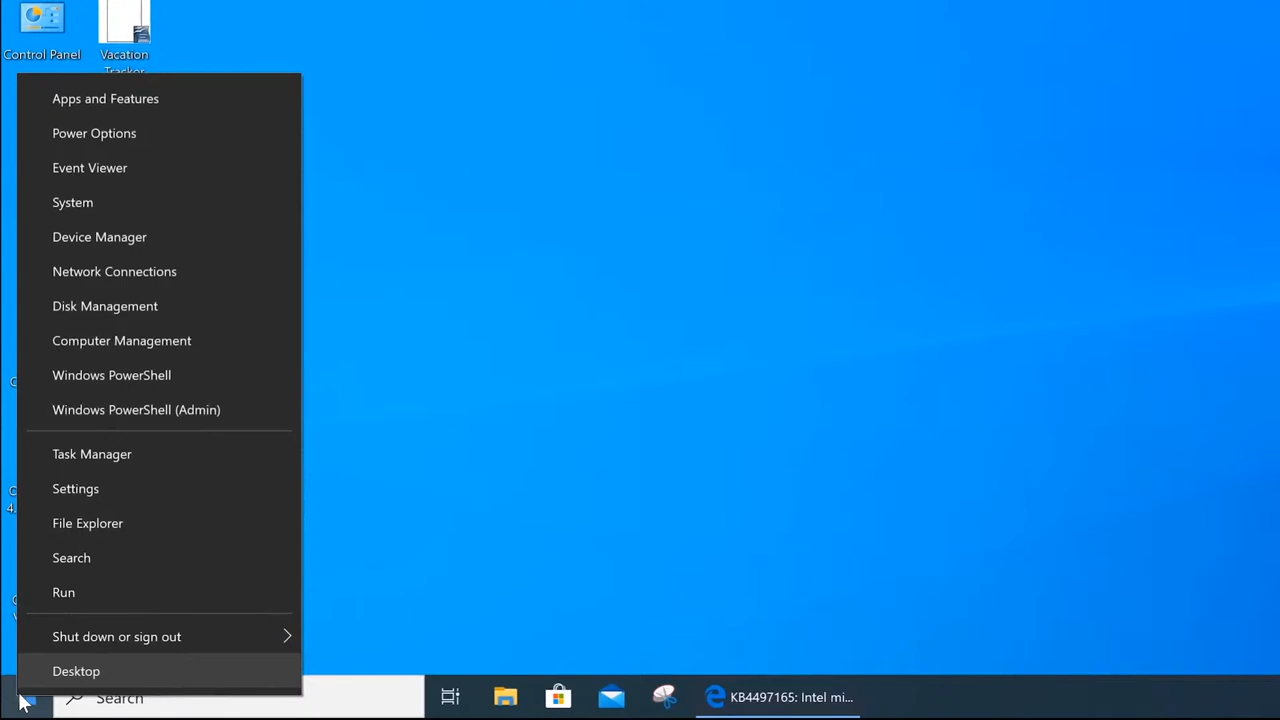 Control Panel
Vacation
Tracker
Apps and Features
Power Options
Event Viewer
System
Device Manager
Network Connections
Disk Management
Computer Management
Windows PowerShell
Windows PowerShell (Admin)
Task Manager
Settings
File Explorer
Search
Run
Shut down or sign out
Desktop
Search
KB4497165: Intel mi...